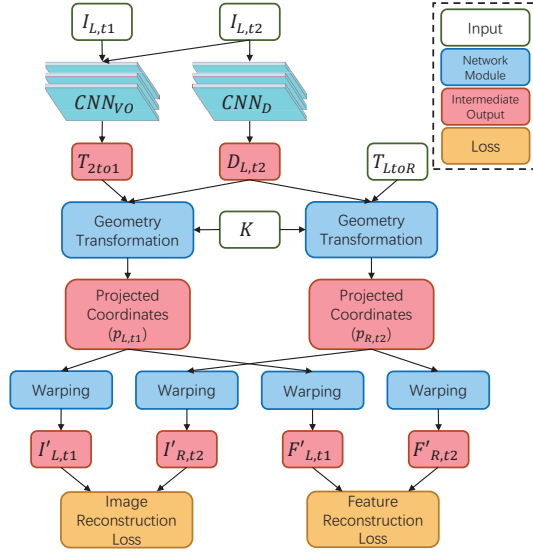 I_{L,t1}
I_{L,t2}
Input
Network
Module
Intermediate
Output
Loss
CNN_{VO}
CNN_D
T_{2to1}
D_{L,t2}
T_{LtoR}
Geometry
Transformation
K
Geometry
Transformation
Projected
Coordinates
(p_{L,t1})
Projected
Coordinates
(p_{R,t2})
Warping
Warping
Warping
Warping
I'_{L,t1}
I'_{R,t2}
F'_{L,t1}
F'_{R,t2}
Image
Reconstruction
Loss
Feature
Reconstruction
Loss